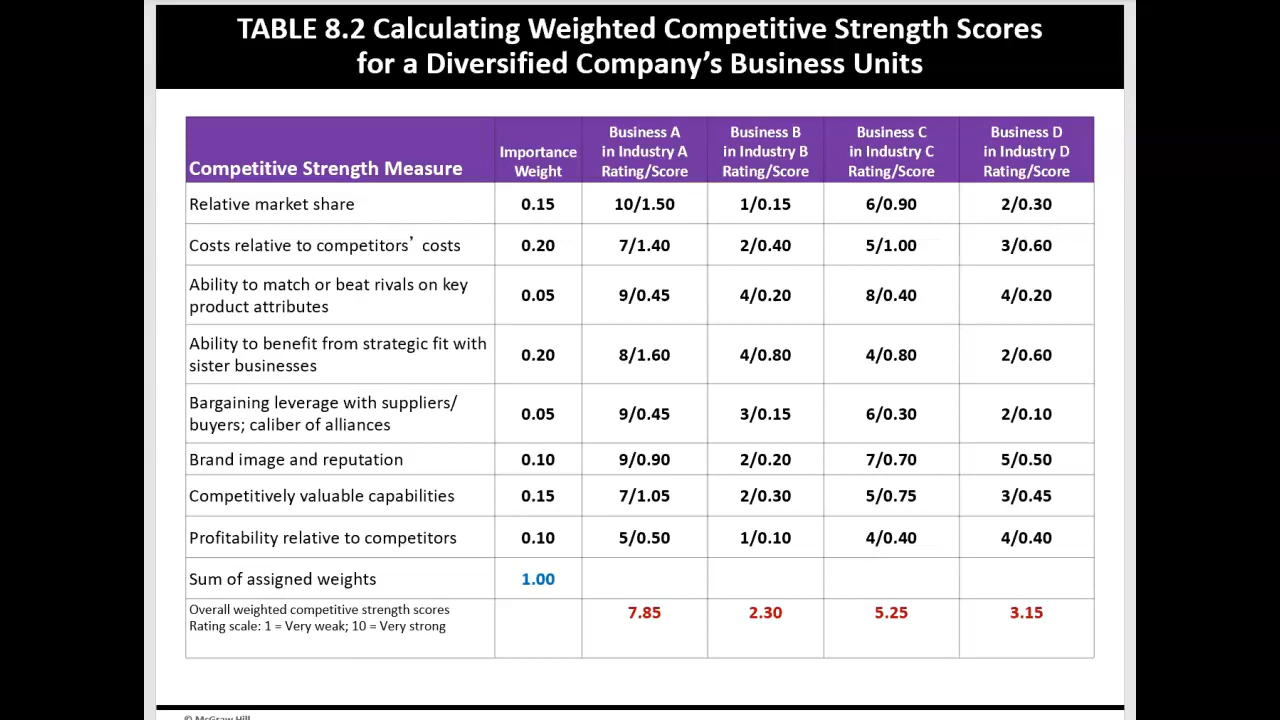 TABLE 8.2 Calculating Weighted Competitive Strength Scores
for a Diversified Company’s Business Units
Competitive Strength Measure
Importance
Weight
Business A
in Industry A
Rating/Score
Business B
in Industry B
Rating/Score
Business C
in Industry C
Rating/Score
Business D
in Industry D
Rating/Score
Relative market share 0.15 10/1.50 1/0.15 6/0.90 2/0.30
Costs relative to competitors’ costs 0.20 7/1.40 2/0.40 5/1.00 3/0.60
Ability to match or beat rivals on key
product attributes
0.05 9/0.45 4/0.20 8/0.40 4/0.20
Ability to benefit from strategic fit with
sister businesses
0.20 8/1.60 4/0.80 4/0.80 2/0.60
Bargaining leverage with suppliers/
buyers; caliber of alliances
0.05 9/0.45 3/0.15 6/0.30 2/0.10
Brand image and reputation 0.10 9/0.90 2/0.20 7/0.70 5/0.50
Competitively valuable capabilities 0.15 7/1.05 2/0.30 5/0.75 3/0.45
Profitability relative to competitors 0.10 5/0.50 1/0.10 4/0.40 4/0.40
Sum of assigned weights 1.00
Overall weighted competitive strength scores
Rating scale: 1 = Very weak; 10 = Very strong
7.85 2.30 5.25 3.15
© McGraw Hill